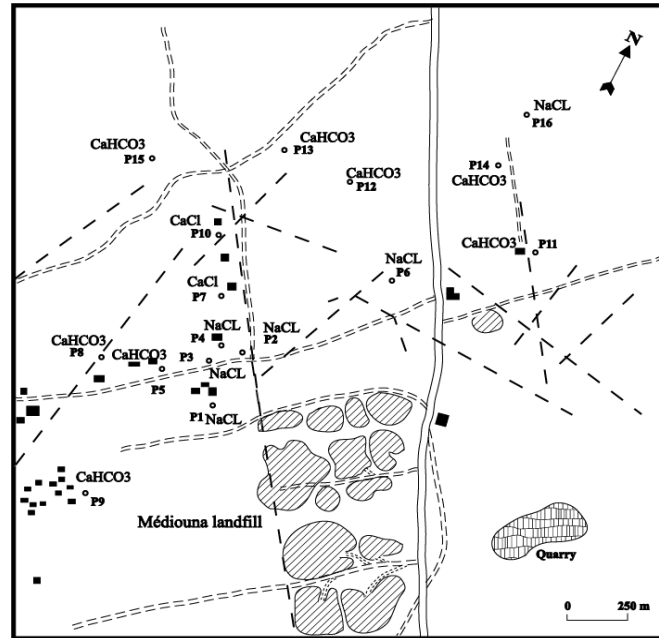 N
NaCL
P16
CaHCO3
P13
CaHCO3
P15
P14
CaHCO3
CaHCO3
P12
CaCl
P10
CaHCO3
P11
NaCL
P6
CaCl
P7
NaCL
P4
NaCL
P2
CaHCO3
P8
CaHCO3
P3
P5
NaCL
P1
NaCL
CaHCO3
P9
Médiouna landfill
Quarry
0 250 m